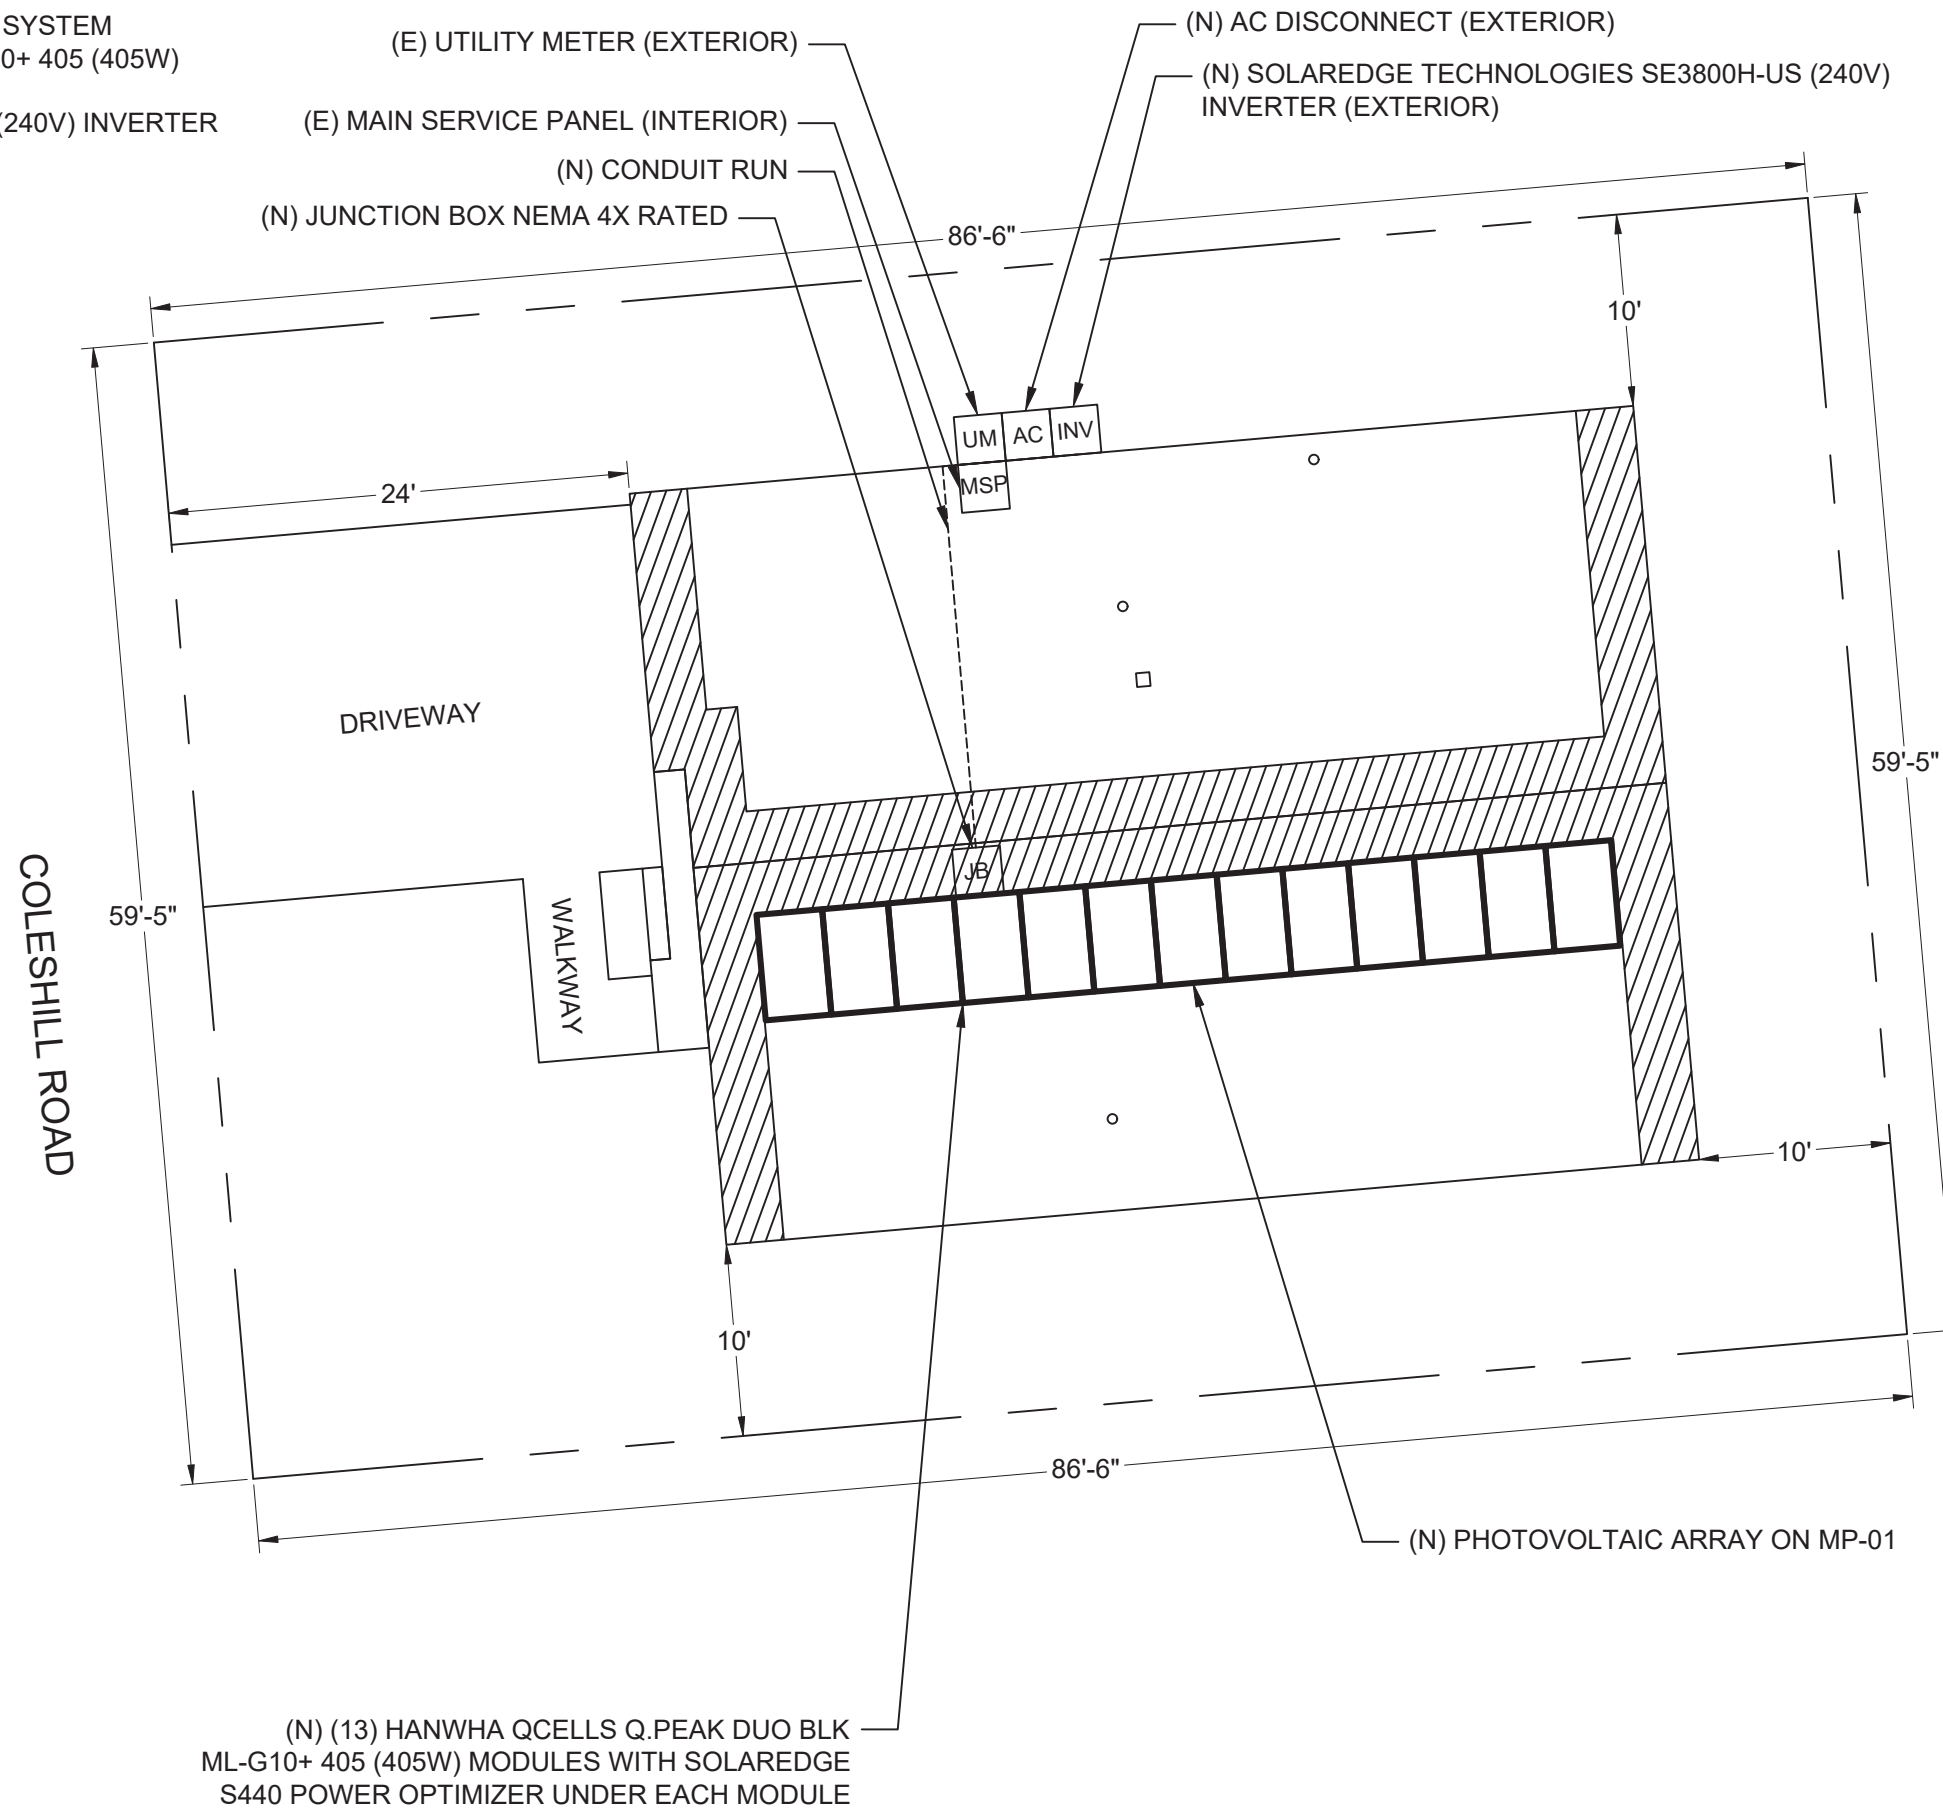 SYSTEM
0+ 405 (405W)
(240V) INVERTER
(E) UTILITY METER (EXTERIOR)
(E) MAIN SERVICE PANEL (INTERIOR)
(N) CONDUIT RUN
(N) JUNCTION BOX NEMA 4X RATED
(N) AC DISCONNECT (EXTERIOR)
(N) SOLAREDGE TECHNOLOGIES SE3800H-US (240V)
INVERTER (EXTERIOR)
86'-6"
10'
UM
AC
INV
MSP
24'
DRIVEWAY
59'-5"
59'-5"
COLESHILL ROAD
WALKWAY
JB
10'
10'
86'-6"
(N) PHOTOVOLTAIC ARRAY ON MP-01
(N) (13) HANWHA QCELLS Q.PEAK DUO BLK
ML-G10+ 405 (405W) MODULES WITH SOLAREDGE
S440 POWER OPTIMIZER UNDER EACH MODULE